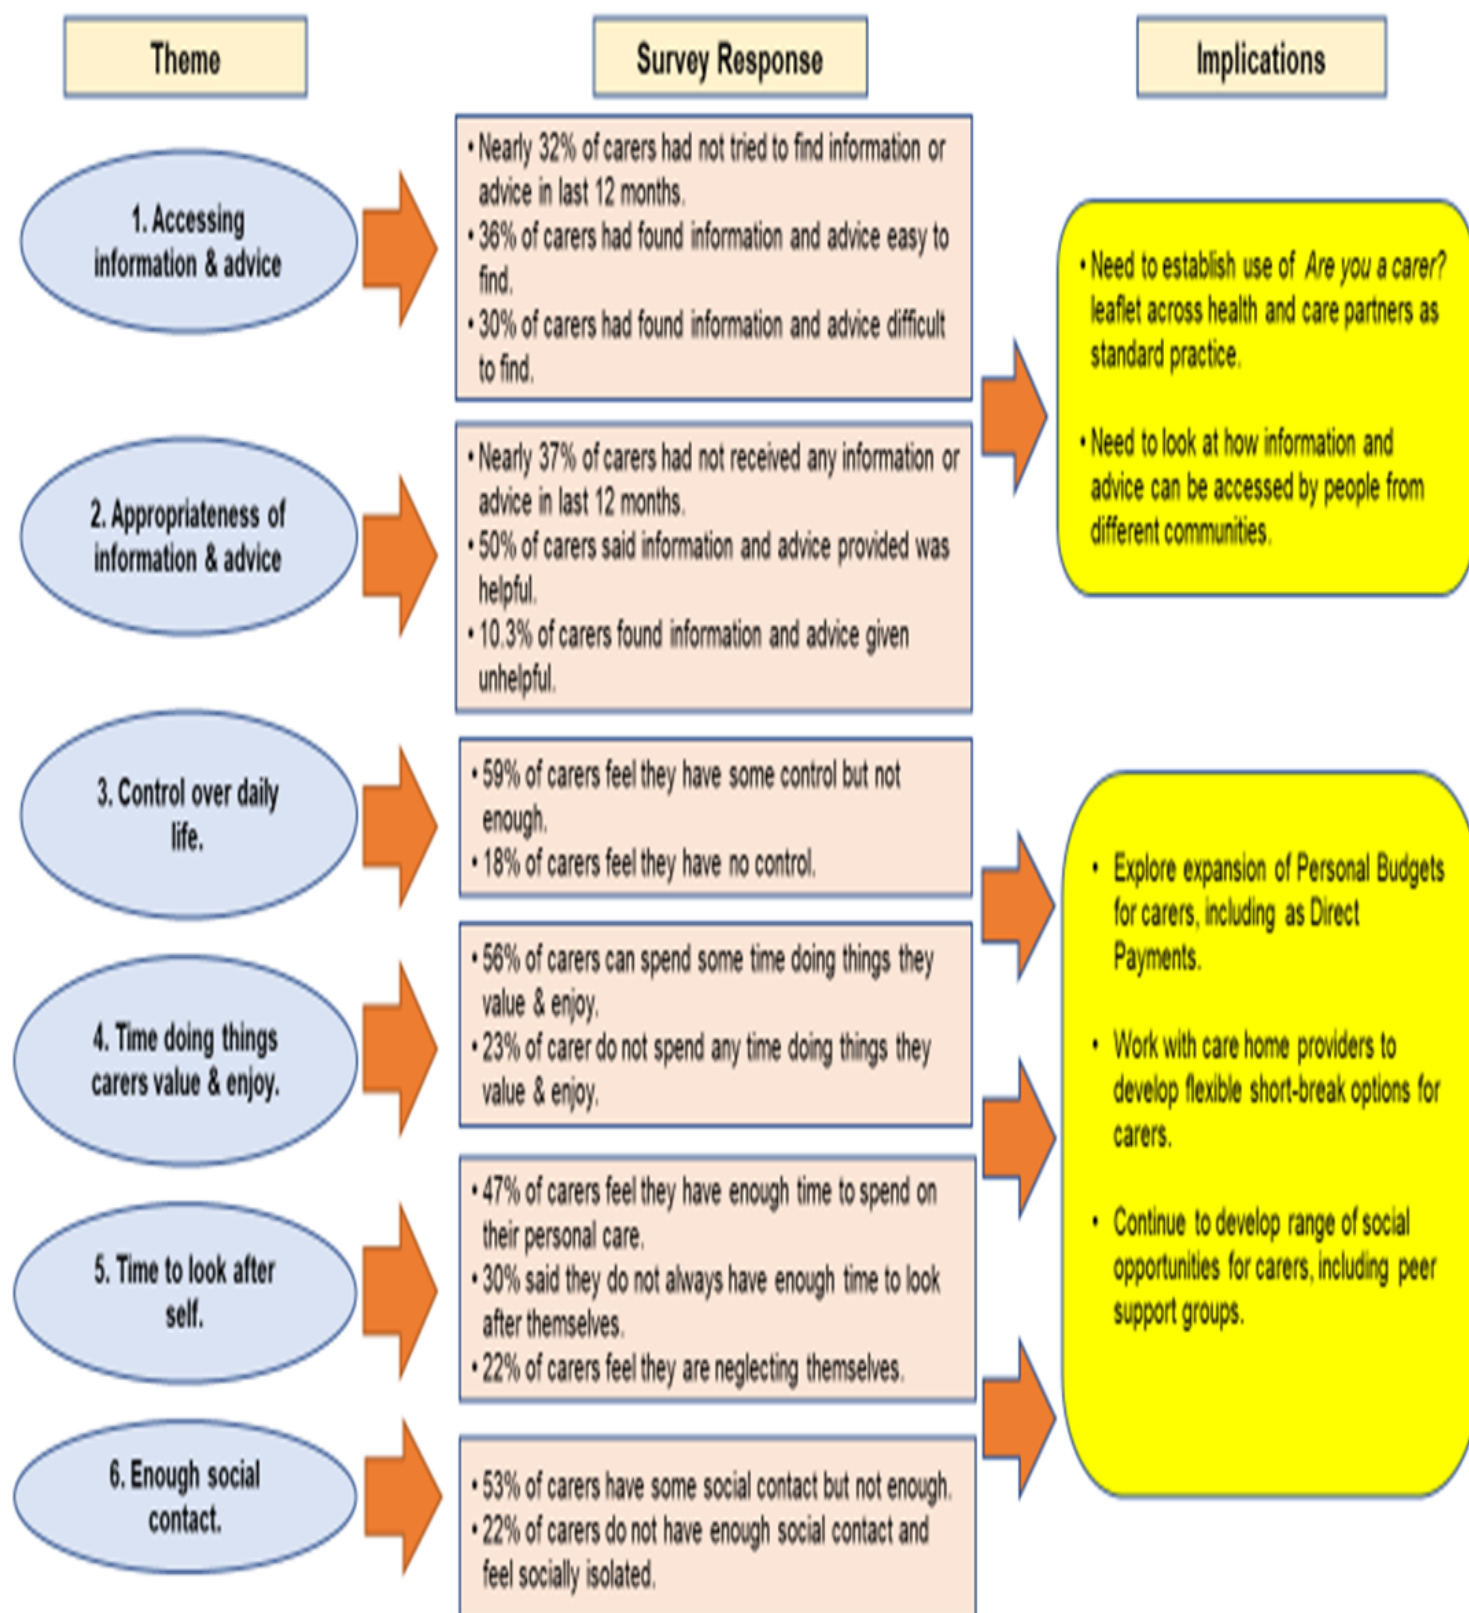 Theme
Survey Response
Implications
1. Accessing
information & advice
• Nearly 32% of carers had not tried to find information or
advice in last 12 months.
• 36% of carers had found information and advice easy to
find.
• 30% of carers had found information and advice difficult
to find.
2. Appropriateness of
information & advice
• Nearly 37% of carers had not received any information or
advice in last 12 months.
• 50% of carers said information and advice provided was
helpful.
• 10.3% of carers found information and advice given
unhelpful.
• Need to establish use of Are you a carer?
leaflet across health and care partners as
standard practice.
• Need to look at how information and
advice can be accessed by people from
different communities.
3. Control over daily
life.
• 59% of carers feel they have some control but not
enough.
• 18% of carers feel they have no control.
4. Time doing things
carers value & enjoy.
• 56% of carers can spend some time doing things they
value & enjoy.
• 23% of carer do not spend any time doing things they
value & enjoy.
5. Time to look after
self.
• 47% of carers feel they have enough time to spend on
their personal care.
• 30% said they do not always have enough time to look
after themselves.
• 22% of carers feel they are neglecting themselves.
6. Enough social
contact.
• 53% of carers have some social contact but not enough.
• 22% of carers do not have enough social contact and
feel socially isolated.
• Explore expansion of Personal Budgets
for carers, including as Direct
Payments.
• Work with care home providers to
develop flexible short-break options for
carers.
• Continue to develop range of social
opportunities for carers, including peer
support groups.